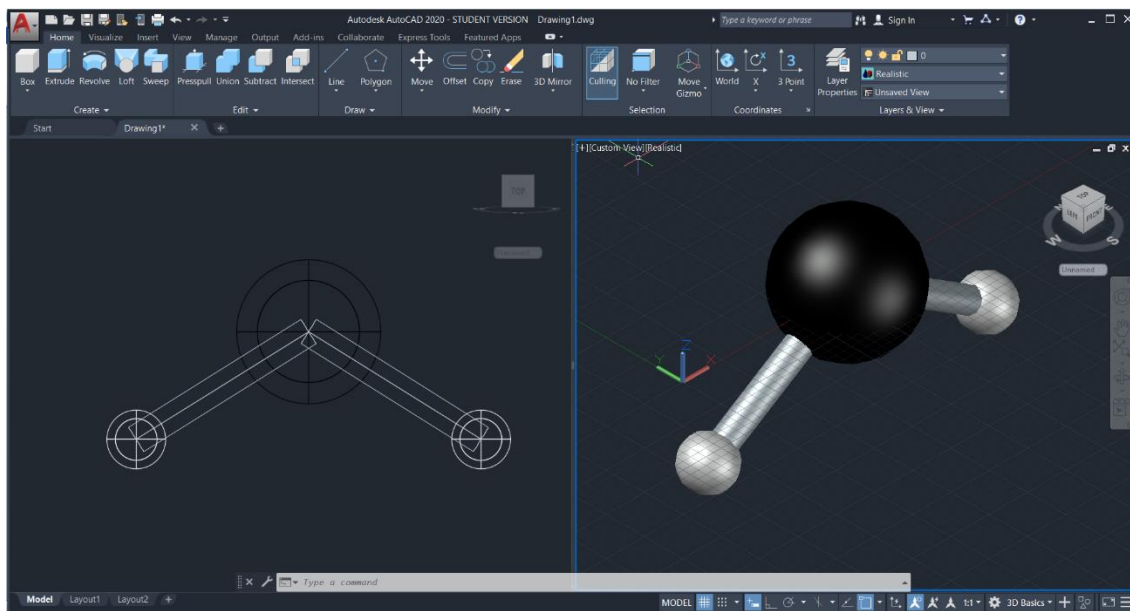 A Autodesk AutoCAD 2020 - STUDENT VERSION Drawing1.dwg Type a keyword or phrase Sign In
Home Visualize Insert View Manage Output Add-ins Collaborate Express Tools Featured Apps
Box Extrude Revolve Loft Sweep Presspull Union Subtract Intersect Line Polygon Move Offset Copy Erase 3D Mirror Culling No Filter Move Gizmo World X 3 Point Layer Properties 0
Realistic
Unsaved View
Create Edit Draw Modify Selection Coordinates Layers & View
Start Drawing1*
[+][Custom View][Realistic]
TOP
TOP
LEFT FRONT
W S E
Unnamed
Y Z X
Type a command
Model Layout1 Layout2 + MODEL 1:1 3D Basics